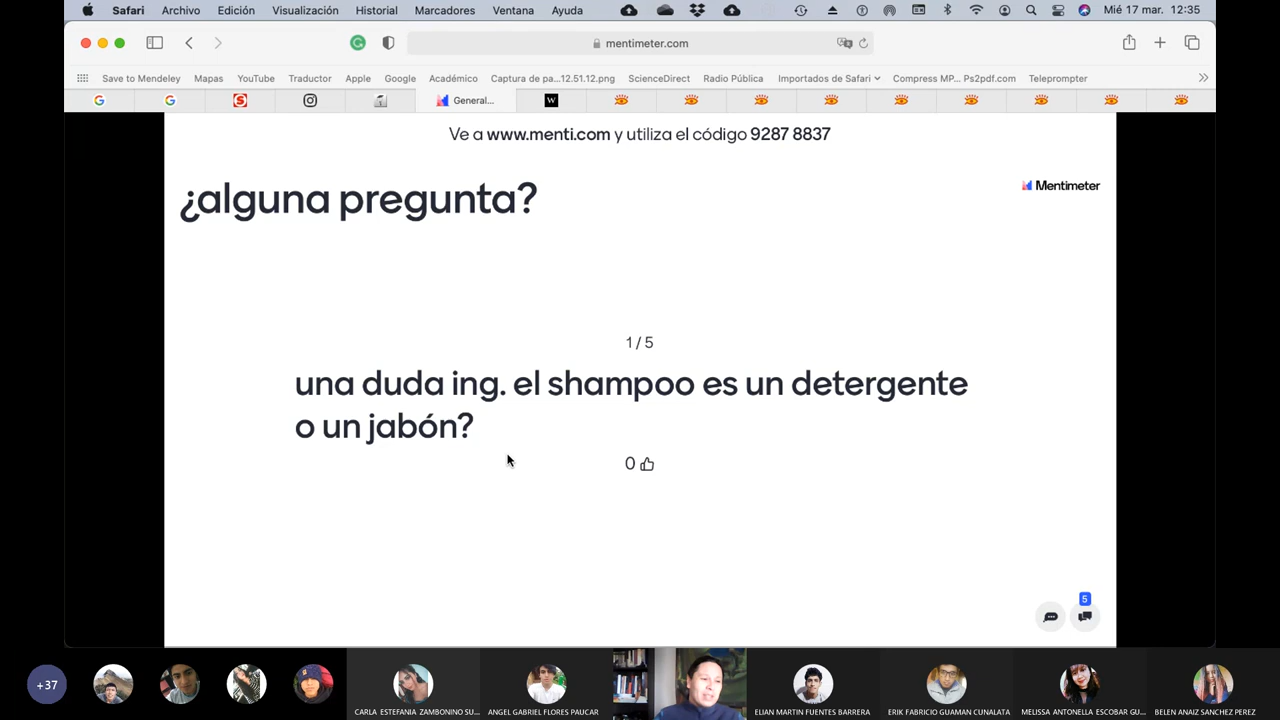 Safari Archivo Edición Visualización Historial Marcadores Ventana Ayuda Mié 17 mar. 12:35
mentimeter.com
Save to Mendeley Mapas YouTube Traductor Apple Google Académico Captura de pa...12.51.12.png ScienceDirect Radio Pública Importados de Safari Compress MP... Ps2pdf.com Teleprompter
G G S General... W
Ve a www.menti.com y utiliza el código 9287 8837
¿alguna pregunta?
Mentimeter
1 / 5
una duda ing. el shampoo es un detergente
o un jabón?
0
5
+37
CARLA ESTEFANIA ZAMBONINO SU... ANGEL GABRIEL FLORES PAUCAR ELIAN MARTIN FUENTES BARRERA ERIK FABRICIO GUAMAN CUNALATA MELISSA ANTONELLA ESCOBAR GU... BELEN ANAIZ SANCHEZ PEREZ